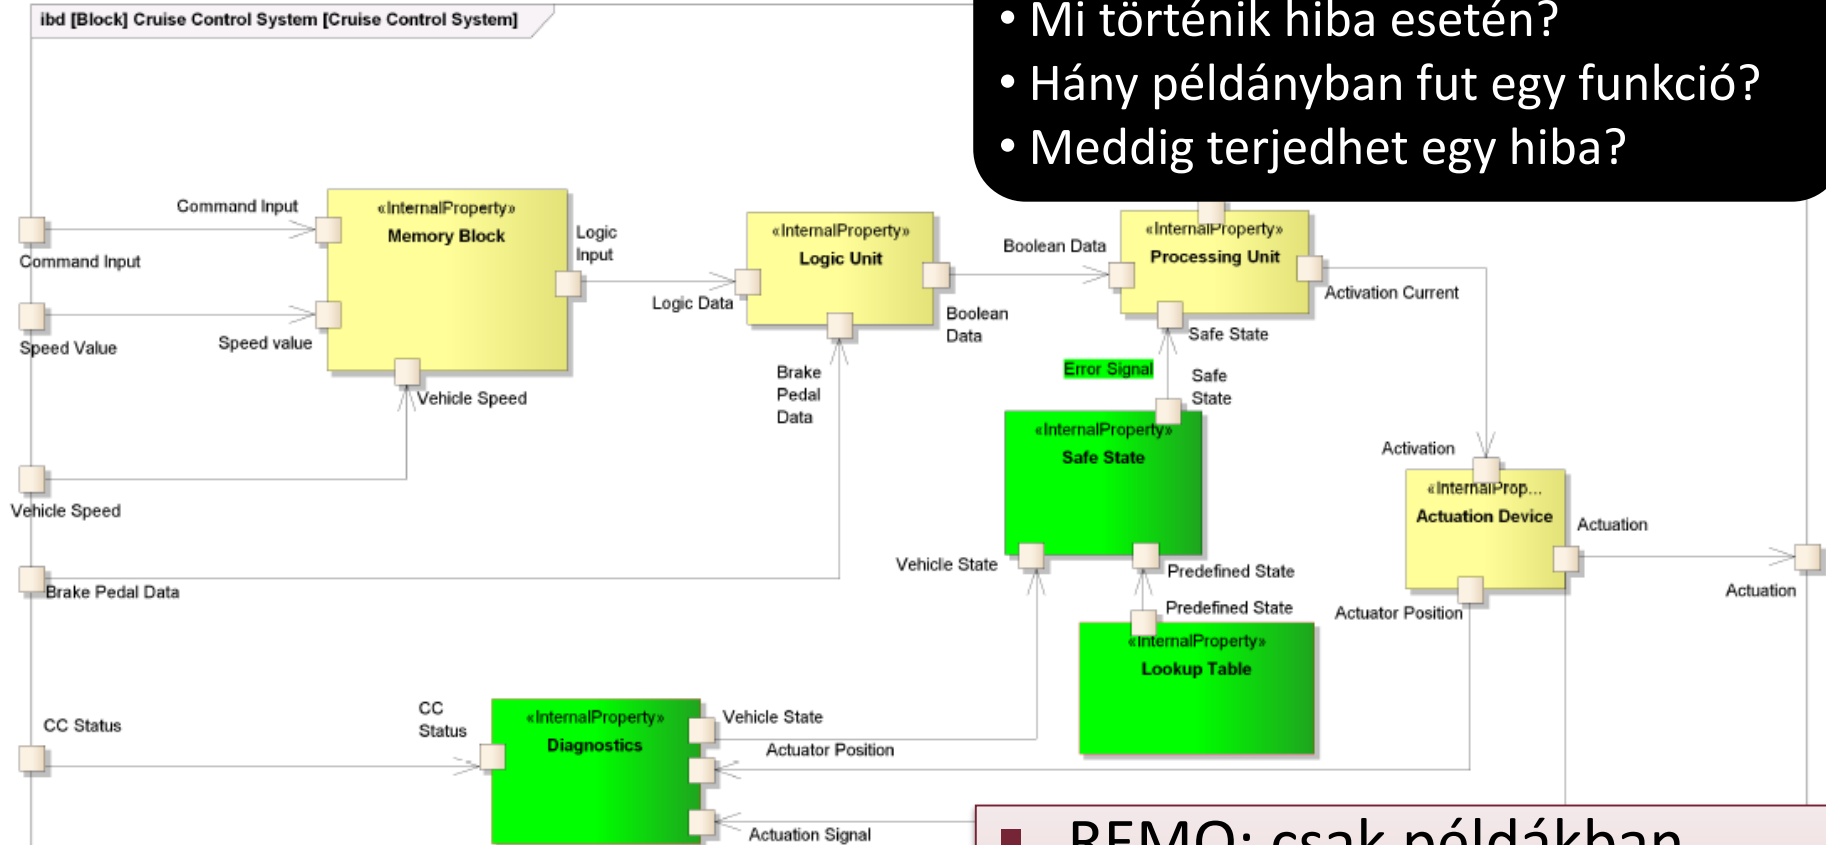 ibd [Block] Cruise Control System [Cruise Control System]
• Mi történik hiba esetén?
• Hány példányban fut egy funkció?
• Meddig terjedhet egy hiba?
Command Input
Command Input
Speed Value
Speed value
«InternalProperty»
Memory Block
Logic
Input
Vehicle Speed
Vehicle Speed
Logic Data
«InternalProperty»
Logic Unit
Boolean Data
Boolean
Data
Brake
Pedal
Data
Brake Pedal Data
«InternalProperty»
Processing Unit
Activation Current
Safe State
Error Signal
Safe
State
«InternalProperty»
Safe State
Vehicle State
Predefined State
Predefined State
«InternalProperty»
Lookup Table
Activation
«InternalProp...
Actuation Device
Actuation
Actuation
Actuator Position
CC Status
CC
Status
«InternalProperty»
Diagnostics
Vehicle State
Actuator Position
Actuation Signal
REMO: csak példákban